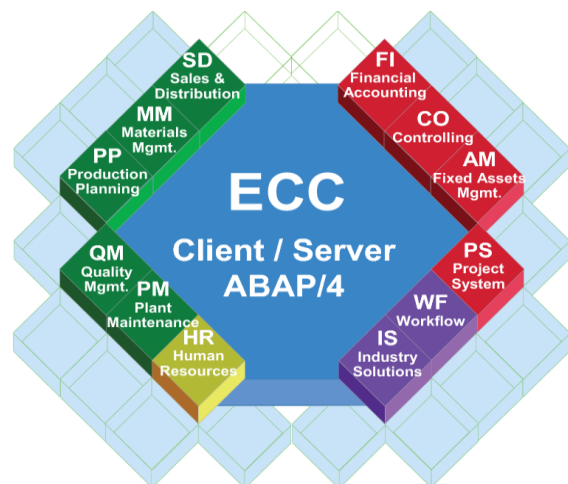 SD
Sales &
Distribution
MM
Materials
Mgmt.
PP
Production
Planning
FI
Financial
Accounting
CO
Controlling
AM
Fixed Assets
Mgmt.
ECC
Client / Server
ABAP/4
QM
Quality
Mgmt.
PM
Plant
Maintenance
HR
Human
Resources
PS
Project
System
WF
Workflow
IS
Industry
Solutions